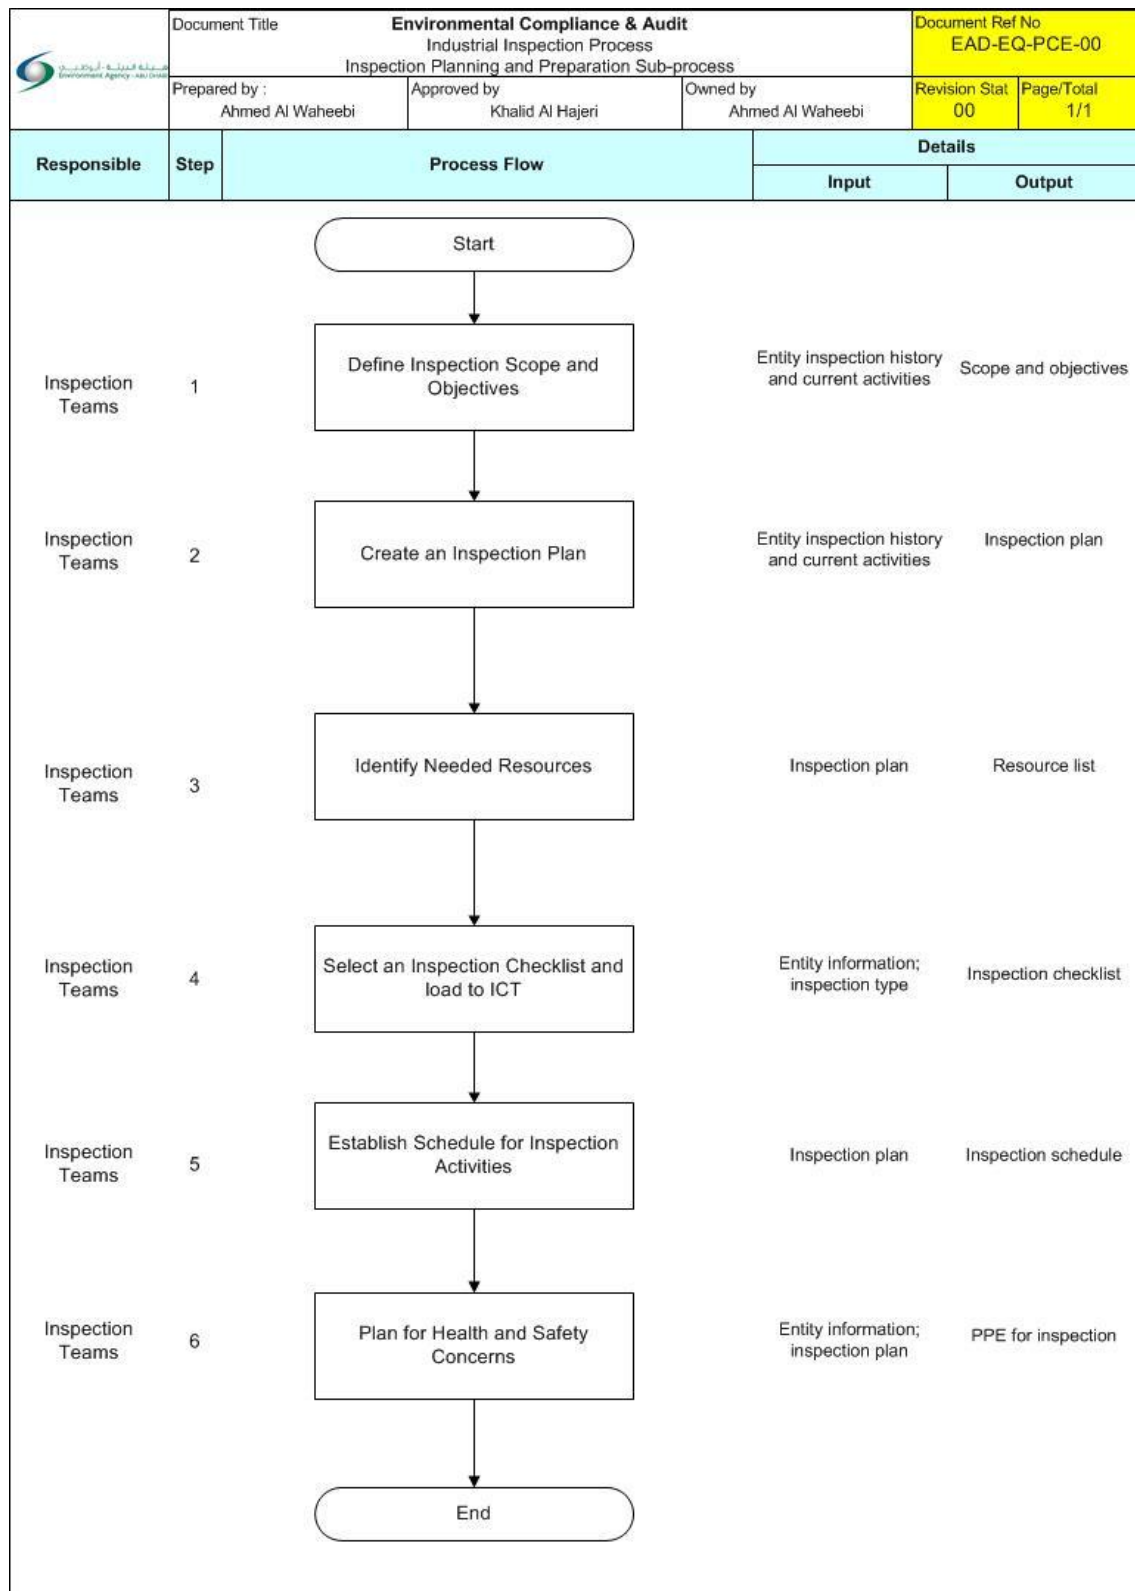 Document Title
Environmental Compliance & Audit
Industrial Inspection Process
Inspection Planning and Preparation Sub-process
Document Ref No
EAD-EQ-PCE-00
هيئة البيئة - أبوظبي
Environment Agency - ABU DHABI
Prepared by :
Ahmed Al Waheebi
Approved by
Khalid Al Hajeri
Owned by
Ahmed Al Waheebi
Revision Stat
00
Page/Total
1/1
Responsible
Step
Process Flow
Details
Input
Output
Start
Inspection
Teams
1
Define Inspection Scope and
Objectives
Entity inspection history
and current activities
Scope and objectives
Inspection
Teams
2
Create an Inspection Plan
Entity inspection history
and current activities
Inspection plan
Inspection
Teams
3
Identify Needed Resources
Inspection plan
Resource list
Inspection
Teams
4
Select an Inspection Checklist and
load to ICT
Entity information;
inspection type
Inspection checklist
Inspection
Teams
5
Establish Schedule for Inspection
Activities
Inspection plan
Inspection schedule
Inspection
Teams
6
Plan for Health and Safety
Concerns
Entity information;
inspection plan
PPE for inspection
End